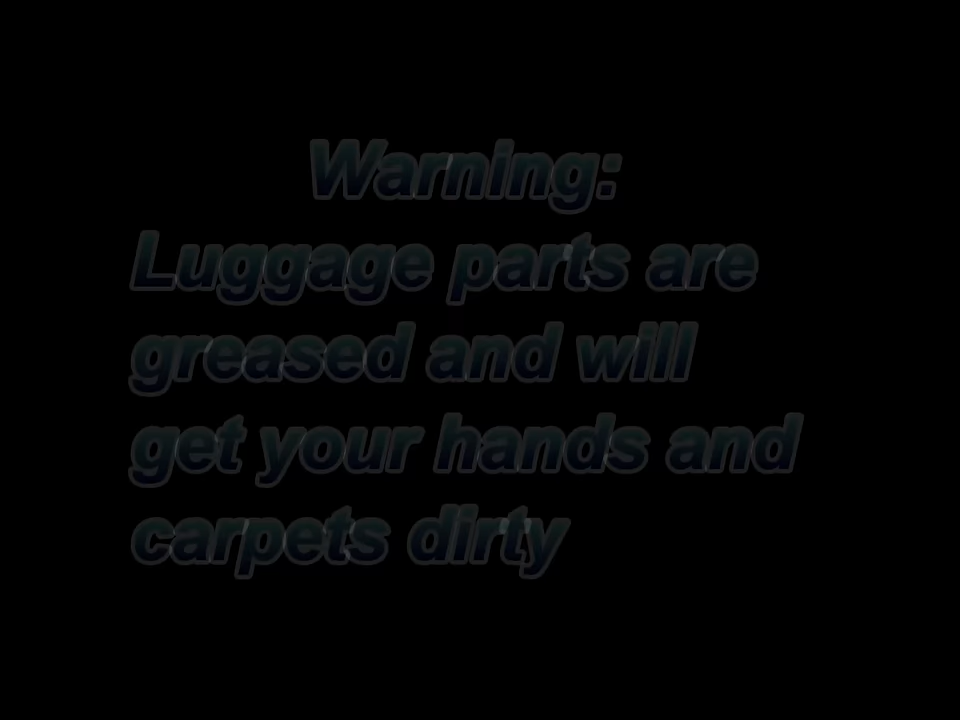 Warning:
Luggage parts are
greased and will
get your hands and
carpets dirty